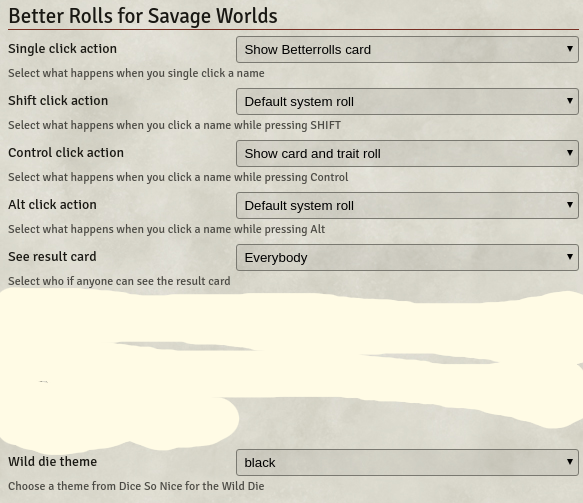 Better Rolls for Savage Worlds
Single click action
Show Betterrolls card
Select what happens when you single click a name
Shift click action
Default system roll
Select what happens when you click a name while pressing SHIFT
Control click action
Show card and trait roll
Select what happens when you click a name while pressing Control
Alt click action
Default system roll
Select what happens when you click a name while pressing Alt
See result card
Everybody
Select who if anyone can see the result card
Wild die theme
black
Choose a theme from Dice So Nice for the Wild Die